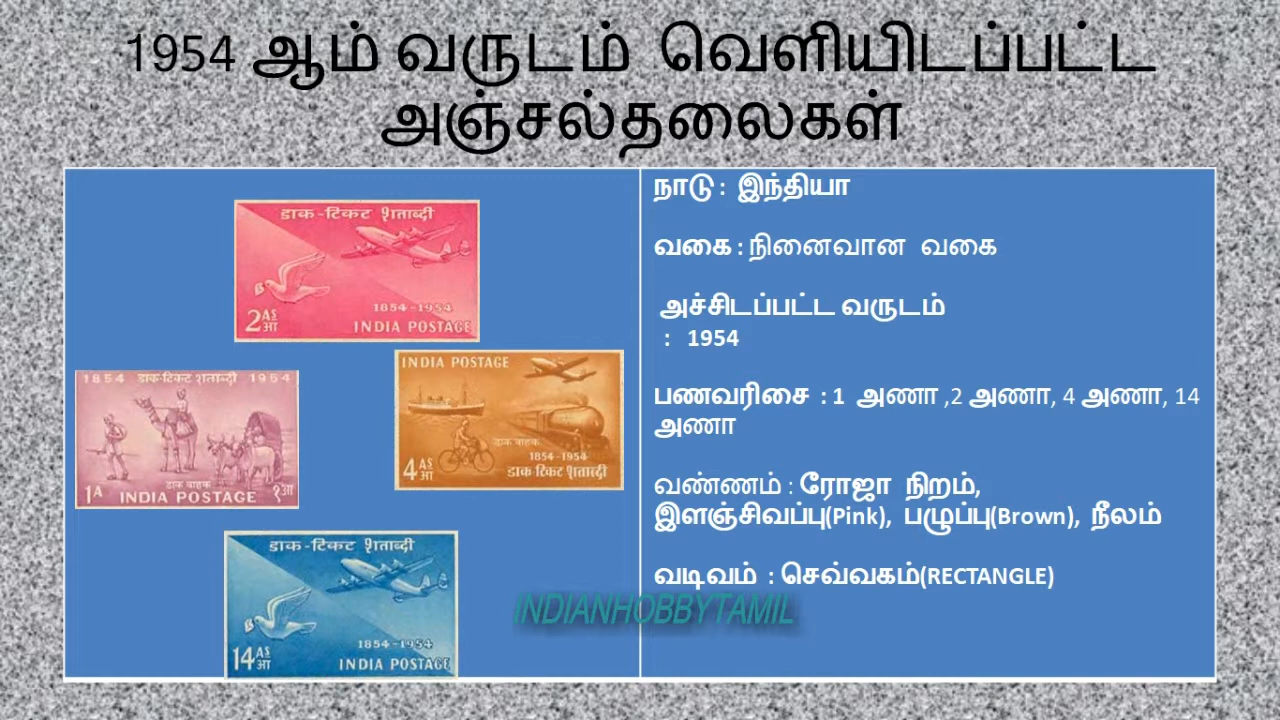 1954 ஆம் வருடம் வெளியிடப்பட்ட
அஞ்சல்தலைகள்
डाक-टिकट शताब्दी
2 AS आ
1854-1954
INDIA POSTAGE
1854 डाक-टिकट शताब्दी 1954
डाक वाहक
1A
INDIA POSTAGE
१आ
INDIA POSTAGE
डाक वाहक
1854-1954
4 AS आ
डाक टिकट शताब्दी
डाक-टिकट शताब्दी
1854-1954
14 AS आ
INDIA POSTAGE
நாடு : இந்தியா
வகை : நினைவான வகை
அச்சிடப்பட்ட வருடம்
: 1954
பணவரிசை : 1 அணா ,2 அணா, 4 அணா, 14
அணா
வண்ணம் : ரோஜா நிறம்,
இளஞ்சிவப்பு(Pink), பழுப்பு(Brown), நீலம்
வடிவம் : செவ்வகம்(RECTANGLE)
INDIANHOBBYTAMIL